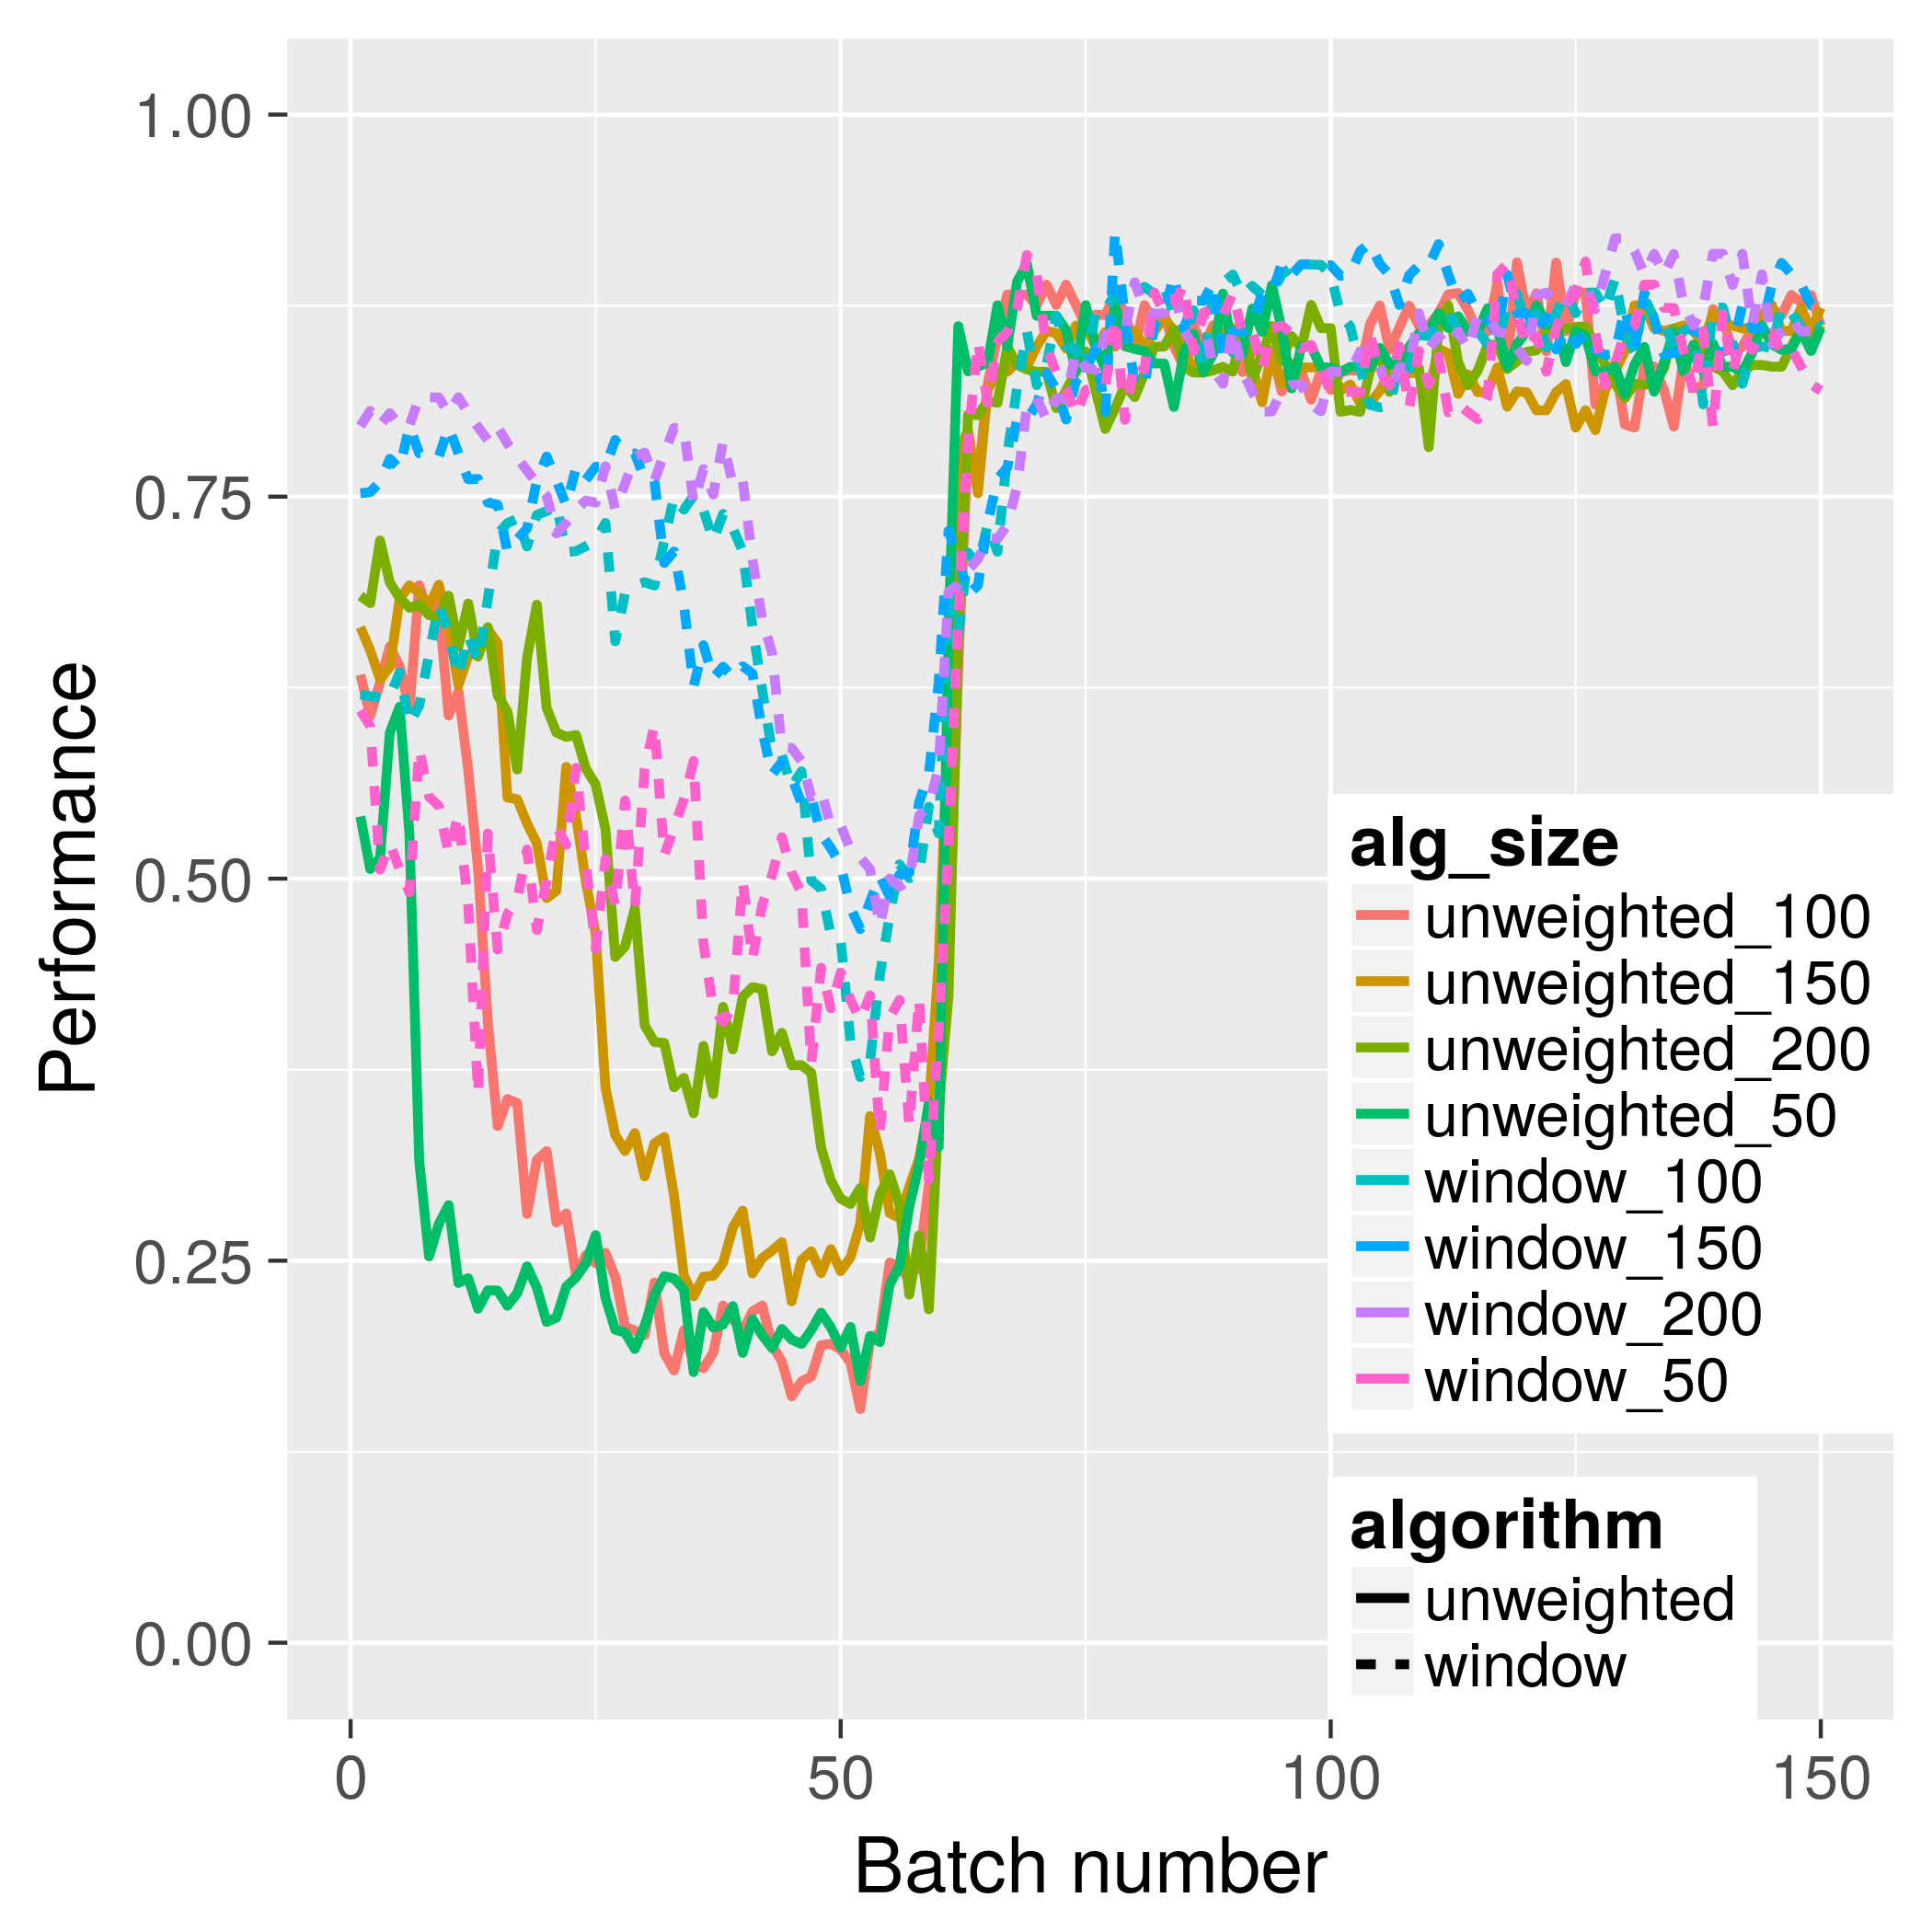 1.00
0.75
0.50
0.25
0.00
Performance
0
50
100
150
Batch number
alg_size
unweighted_100
unweighted_150
unweighted_200
unweighted_50
window_100
window_150
window_200
window_50
algorithm
unweighted
window